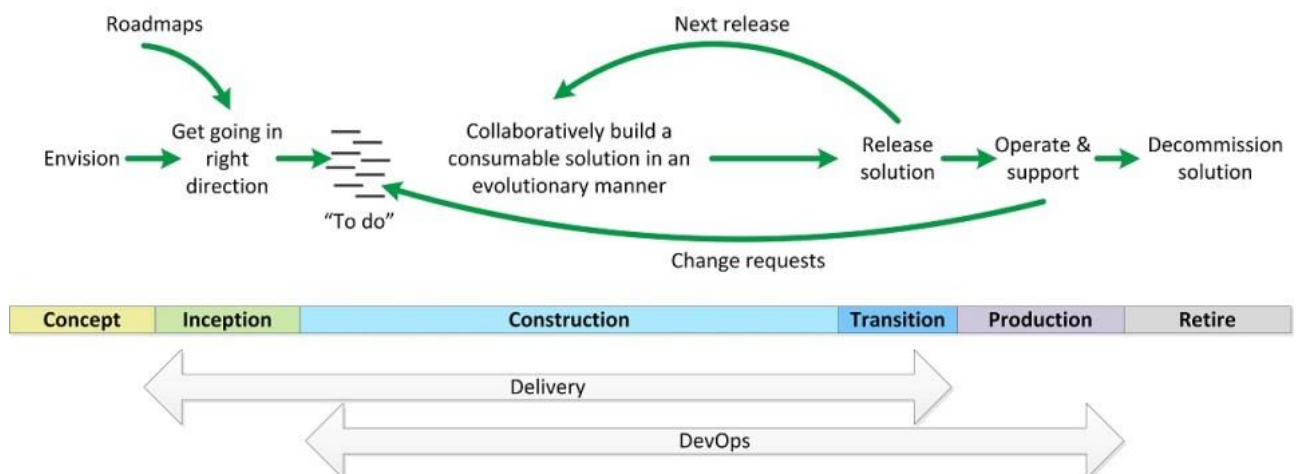 Roadmaps
Next release
Envision
Get going in
right
direction
“To do”
Collaboratively build a
consumable solution in an
evolutionary manner
Release
solution
Operate &
support
Decommission
solution
Change requests
Concept
Inception
Construction
Transition
Production
Retire
Delivery
DevOps